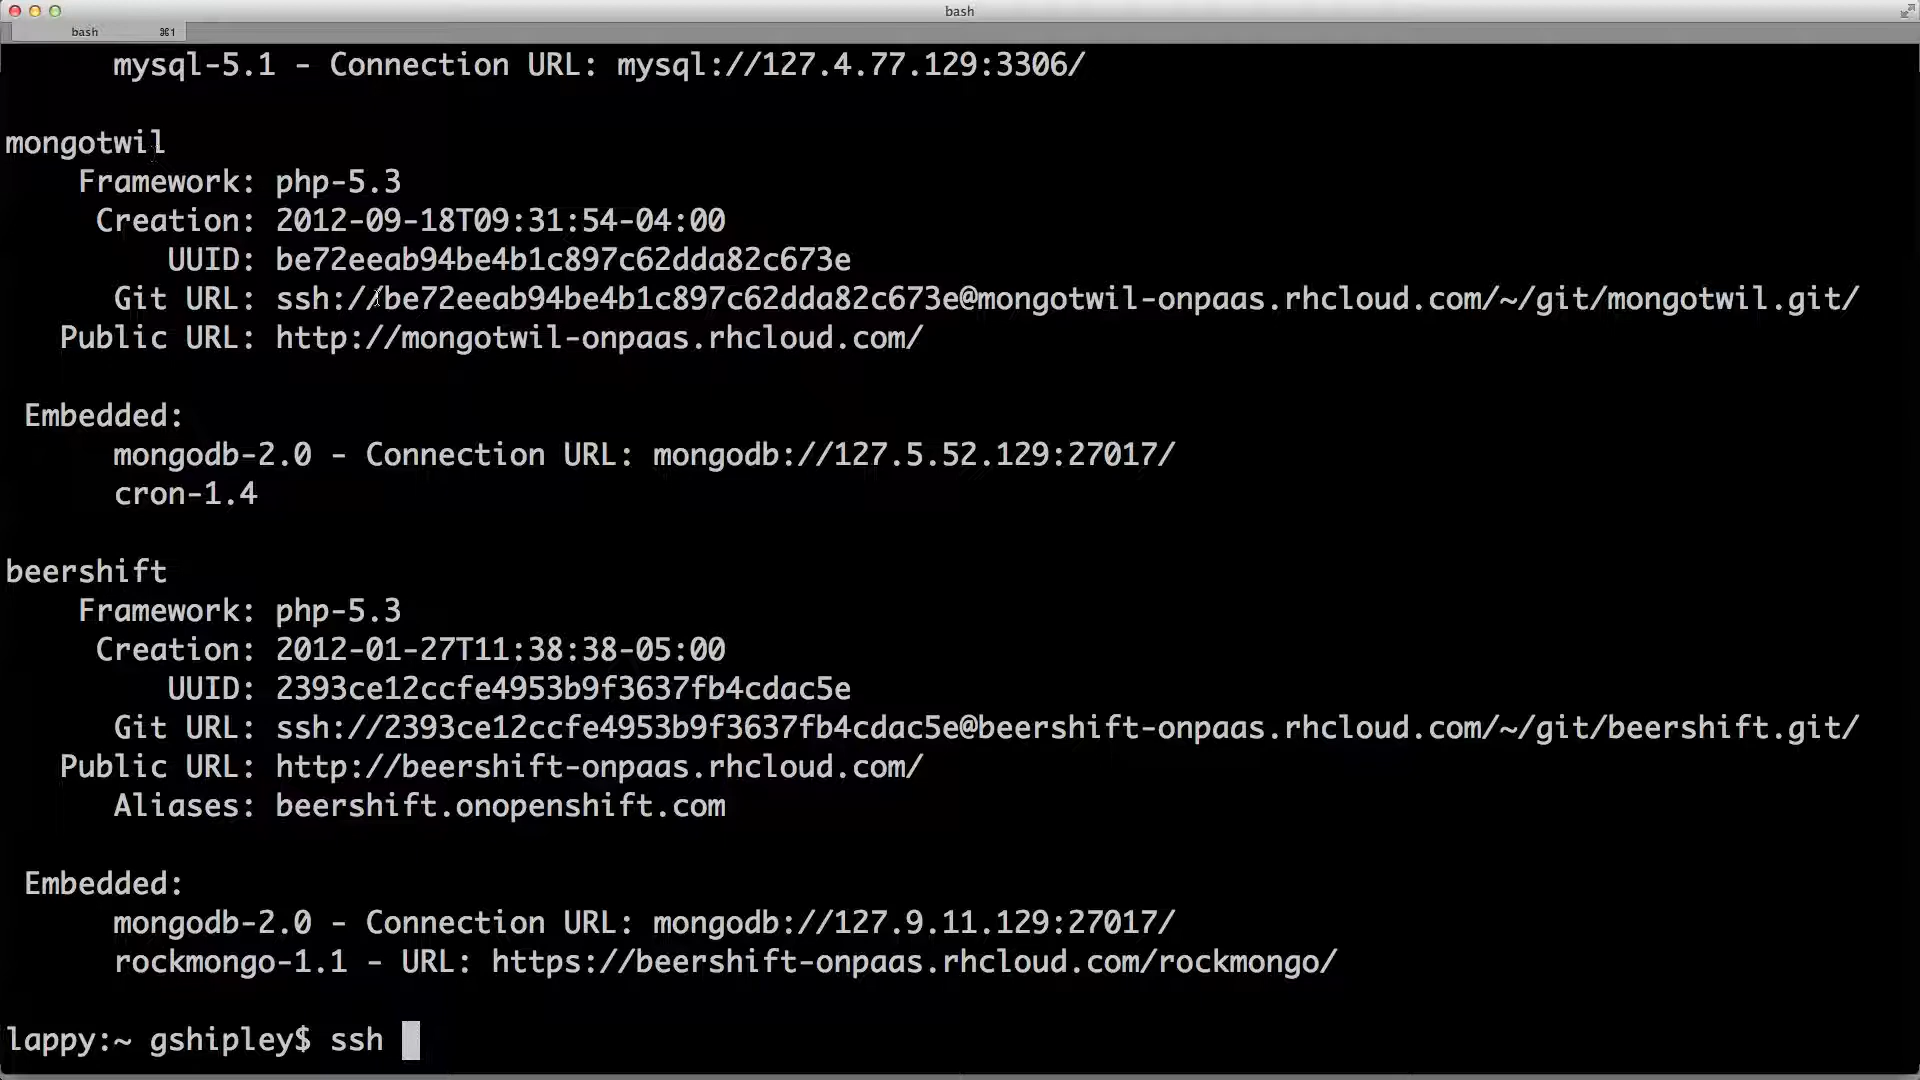 bash
bash ⌘1
mysql-5.1 - Connection URL: mysql://127.4.77.129:3306/
mongotwil
Framework: php-5.3
Creation: 2012-09-18T09:31:54-04:00
UUID: be72eeab94be4b1c897c62dda82c673e
Git URL: ssh://be72eeab94be4b1c897c62dda82c673e@mongotwil-onpaas.rhcloud.com/~/git/mongotwil.git/
Public URL: http://mongotwil-onpaas.rhcloud.com/
Embedded:
mongodb-2.0 - Connection URL: mongodb://127.5.52.129:27017/
cron-1.4
beershift
Framework: php-5.3
Creation: 2012-01-27T11:38:38-05:00
UUID: 2393ce12ccfe4953b9f3637fb4cdac5e
Git URL: ssh://2393ce12ccfe4953b9f3637fb4cdac5e@beershift-onpaas.rhcloud.com/~/git/beershift.git/
Public URL: http://beershift-onpaas.rhcloud.com/
Aliases: beershift.onopenshift.com
Embedded:
mongodb-2.0 - Connection URL: mongodb://127.9.11.129:27017/
rockmongo-1.1 - URL: https://beershift-onpaas.rhcloud.com/rockmongo/
lappy:~ gshipley$ ssh